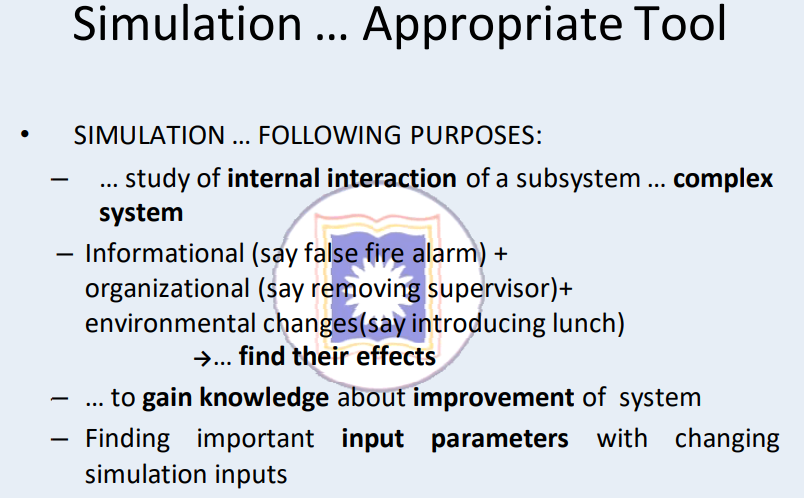 Simulation … Appropriate Tool
• SIMULATION … FOLLOWING PURPOSES:
– … study of internal interaction of a subsystem … complex
system
– Informational (say false fire alarm) +
organizational (say removing supervisor)+
environmental changes(say introducing lunch)
→… find their effects
– … to gain knowledge about improvement of system
– Finding important input parameters with changing
simulation inputs